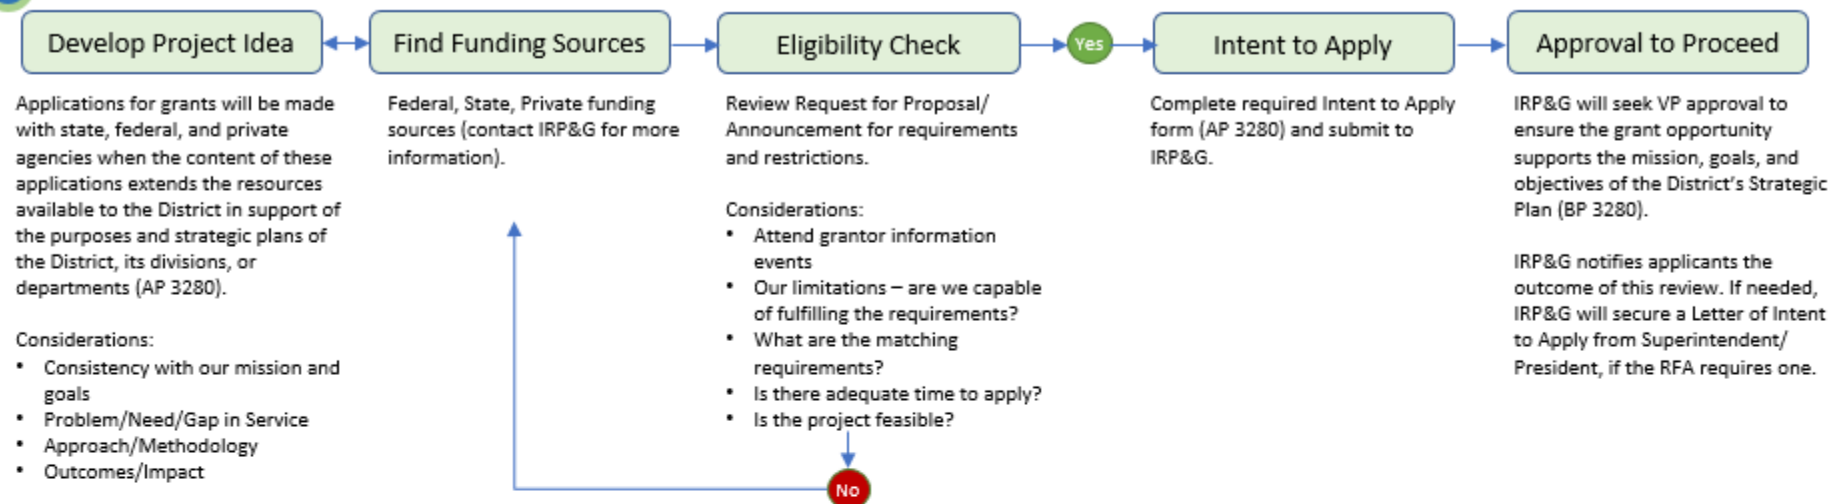 Develop Project Idea
Applications for grants will be made
with state, federal, and private
agencies when the content of these
applications extends the resources
available to the District in support of
the purposes and strategic plans of
the District, its divisions, or
departments (AP 3280).
Considerations:
• Consistency with our mission and
goals
• Problem/Need/Gap in Service
• Approach/Methodology
• Outcomes/Impact
Find Funding Sources
Federal, State, Private funding
sources (contact IRP&G for more
information).
Eligibility Check
Review Request for Proposal/
Announcement for requirements
and restrictions.
Considerations:
• Attend grantor information
events
• Our limitations – are we capable
of fulfilling the requirements?
• What are the matching
requirements?
• Is there adequate time to apply?
• Is the project feasible?
No
Yes
Intent to Apply
Complete required Intent to Apply
form (AP 3280) and submit to
IRP&G.
Approval to Proceed
IRP&G will seek VP approval to
ensure the grant opportunity
supports the mission, goals, and
objectives of the District's Strategic
Plan (BP 3280).
IRP&G notifies applicants the
outcome of this review. If needed,
IRP&G will secure a Letter of Intent
to Apply from Superintendent/
President, if the RFA requires one.